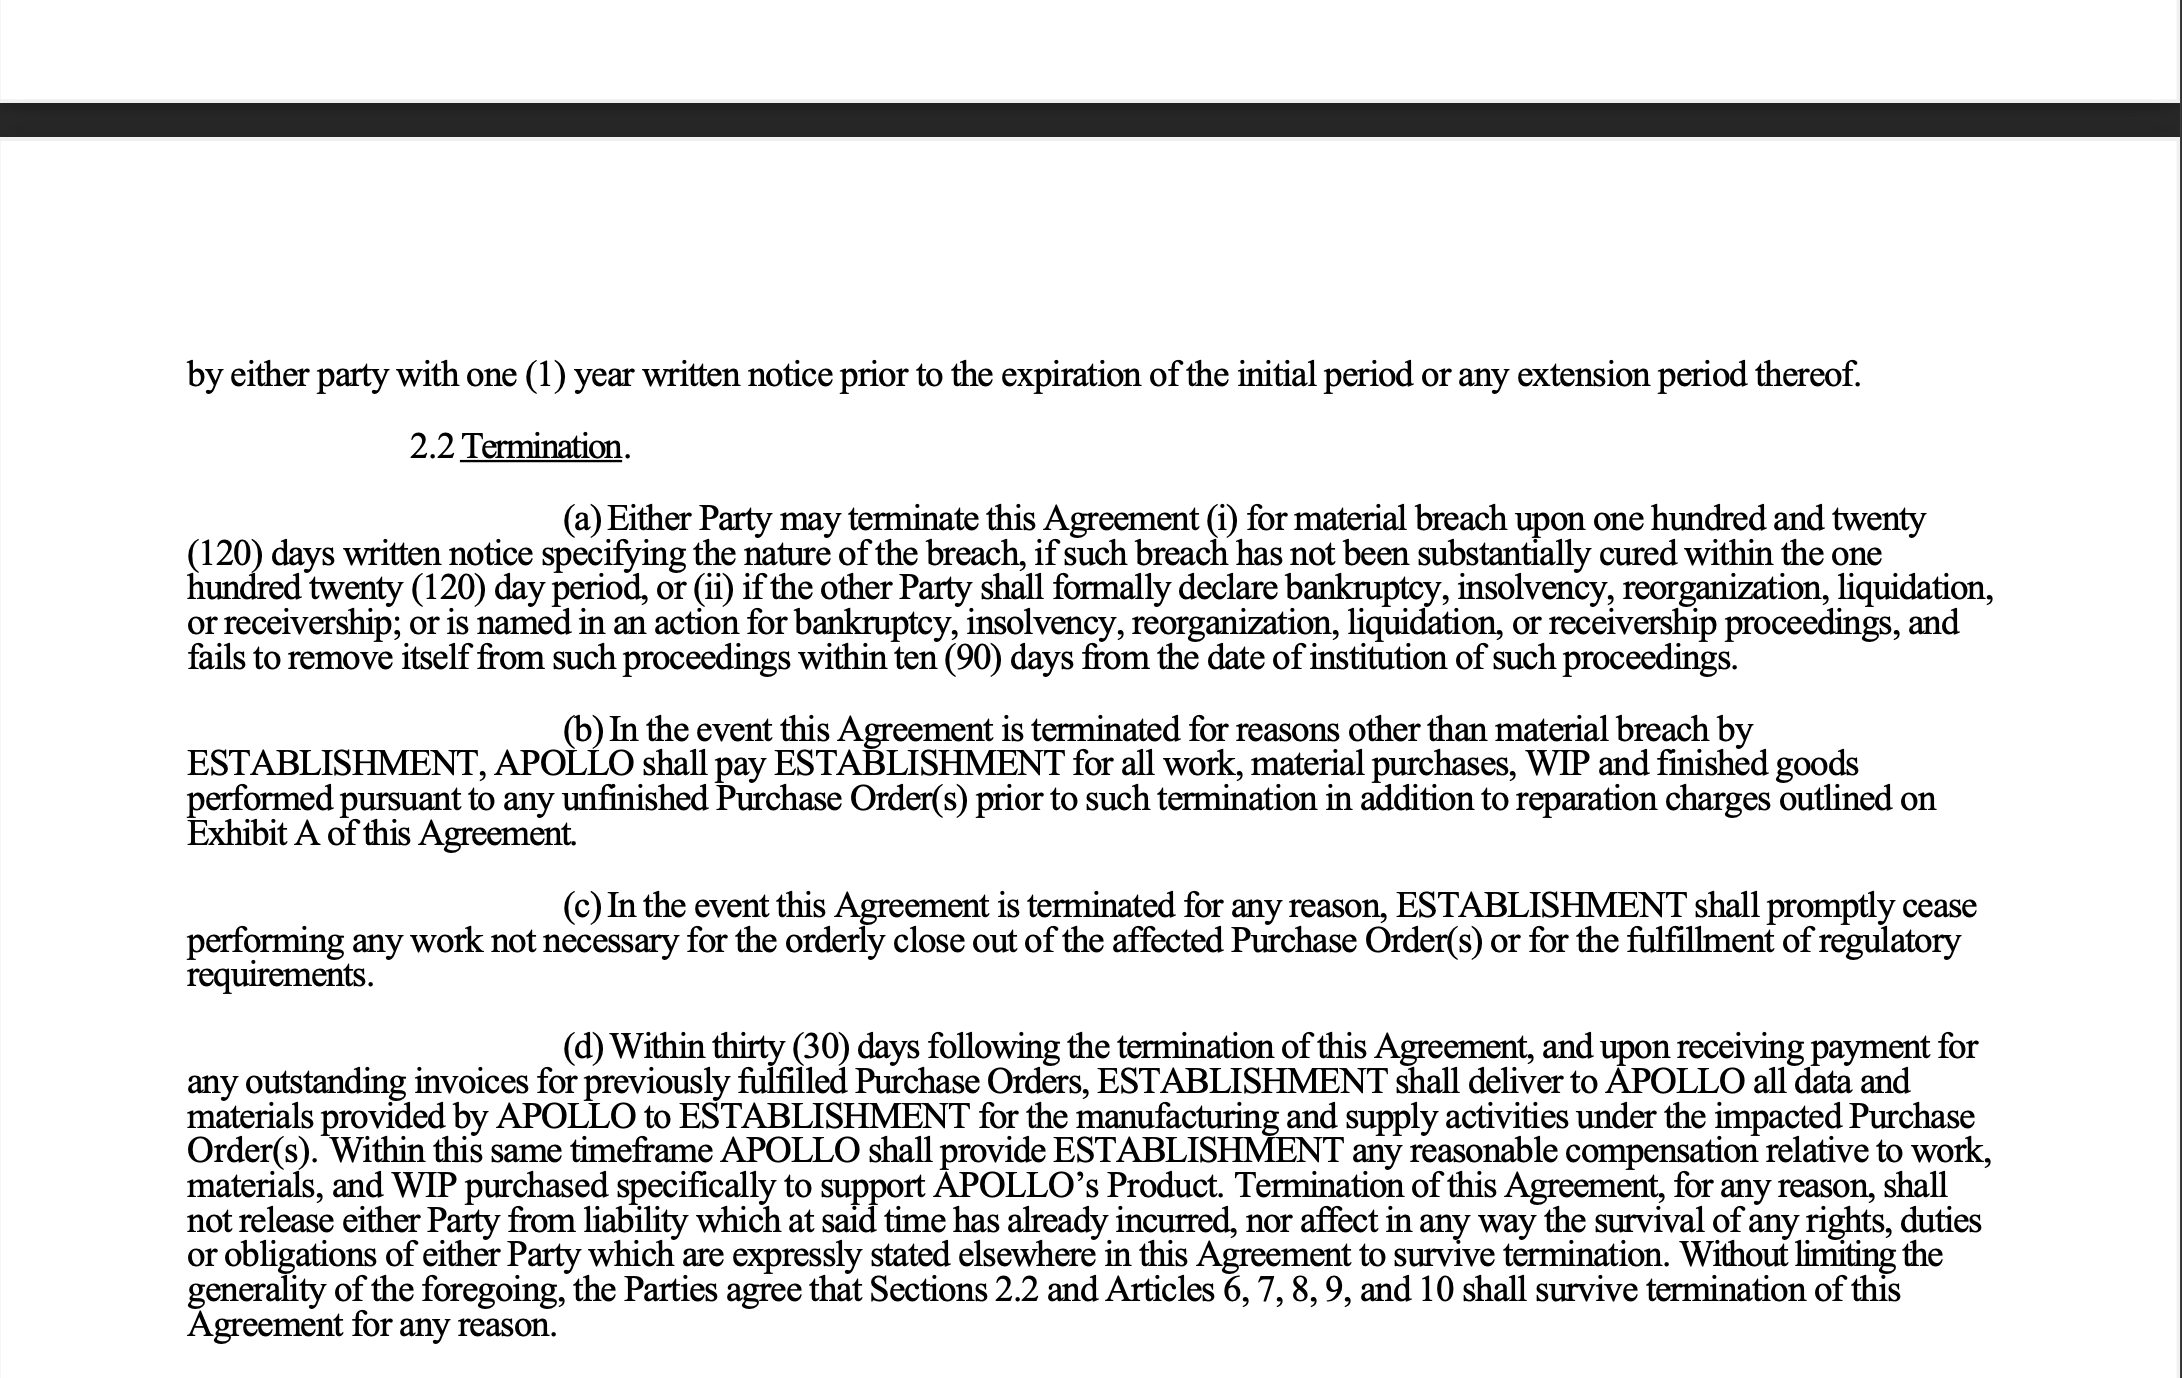 by either party with one (1) year written notice prior to the expiration of the initial period or any extension period thereof.
2.2 Termination.
(a) Either Party may terminate this Agreement (i) for material breach upon one hundred and twenty
(120) days written notice specifying the nature of the breach, if such breach has not been substantially cured within the one
hundred twenty (120) day period, or (ii) if the other Party shall formally declare bankruptcy, insolvency, reorganization, liquidation,
or receivership; or is named in an action for bankruptcy, insolvency, reorganization, liquidation, or receivership proceedings, and
fails to remove itself from such proceedings within ten (90) days from the date of institution of such proceedings.
(b) In the event this Agreement is terminated for reasons other than material breach by
ESTABLISHMENT, APOLLO shall pay ESTABLISHMENT for all work, material purchases, WIP and finished goods
performed pursuant to any unfinished Purchase Order(s) prior to such termination in addition to reparation charges outlined on
Exhibit A of this Agreement.
(c) In the event this Agreement is terminated for any reason, ESTABLISHMENT shall promptly cease
performing any work not necessary for the orderly close out of the affected Purchase Order(s) or for the fulfillment of regulatory
requirements.
(d) Within thirty (30) days following the termination of this Agreement, and upon receiving payment for
any outstanding invoices for previously fulfilled Purchase Orders, ESTABLISHMENT shall deliver to APOLLO all data and
materials provided by APOLLO to ESTABLISHMENT for the manufacturing and supply activities under the impacted Purchase
Order(s). Within this same timeframe APOLLO shall provide ESTABLISHMENT any reasonable compensation relative to work,
materials, and WIP purchased specifically to support APOLLO’s Product. Termination of this Agreement, for any reason, shall
not release either Party from liability which at said time has already incurred, nor affect in any way the survival of any rights, duties
or obligations of either Party which are expressly stated elsewhere in this Agreement to survive termination. Without limiting the
generality of the foregoing, the Parties agree that Sections 2.2 and Articles 6, 7, 8, 9, and 10 shall survive termination of this
Agreement for any reason.